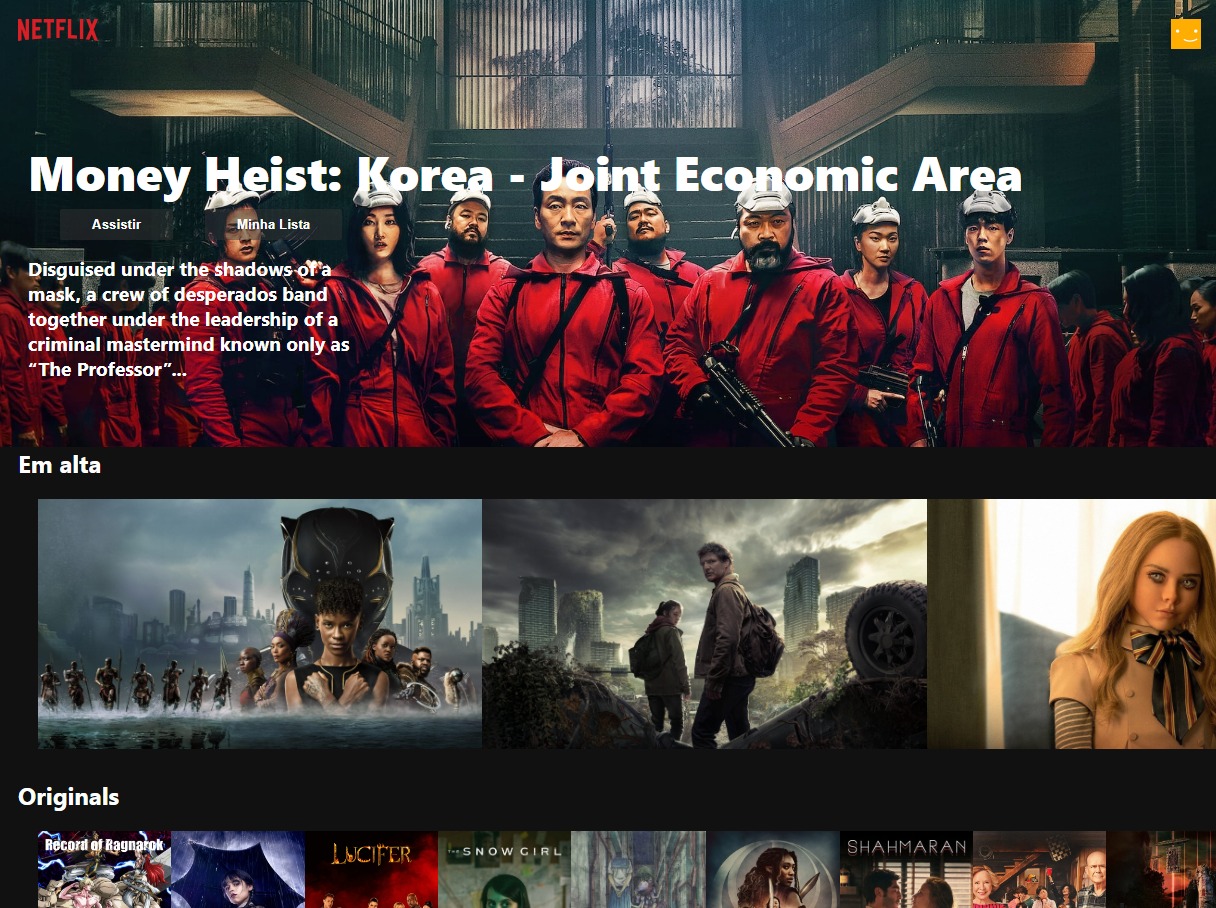 NETFLIX
Money Heist: Korea - Joint Economic Area
Assistir
Minha Lista
Disguised under the shadows of a
mask, a crew of desperados band
together under the leadership of a
criminal mastermind known only as
“The Professor”...
Em alta
Originals
Record of Ragnarok
LUCIFER
THE SNOW GIRL
SHAHMARAN